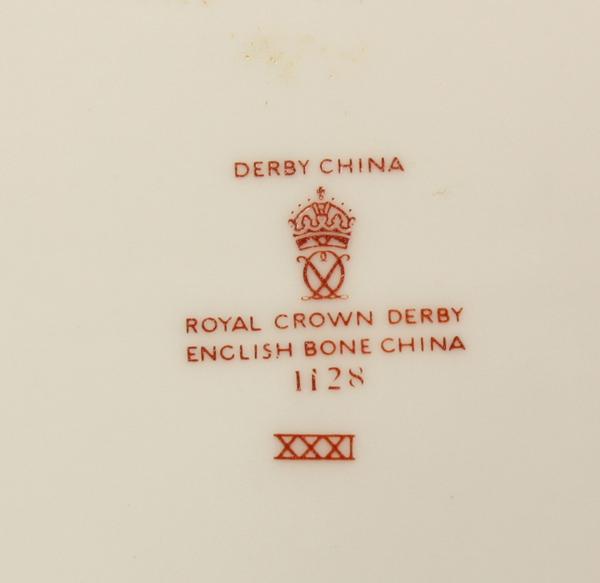 DERBY CHINA
ROYAL CROWN DERBY
ENGLISH BONE CHINA
1128
XXXI